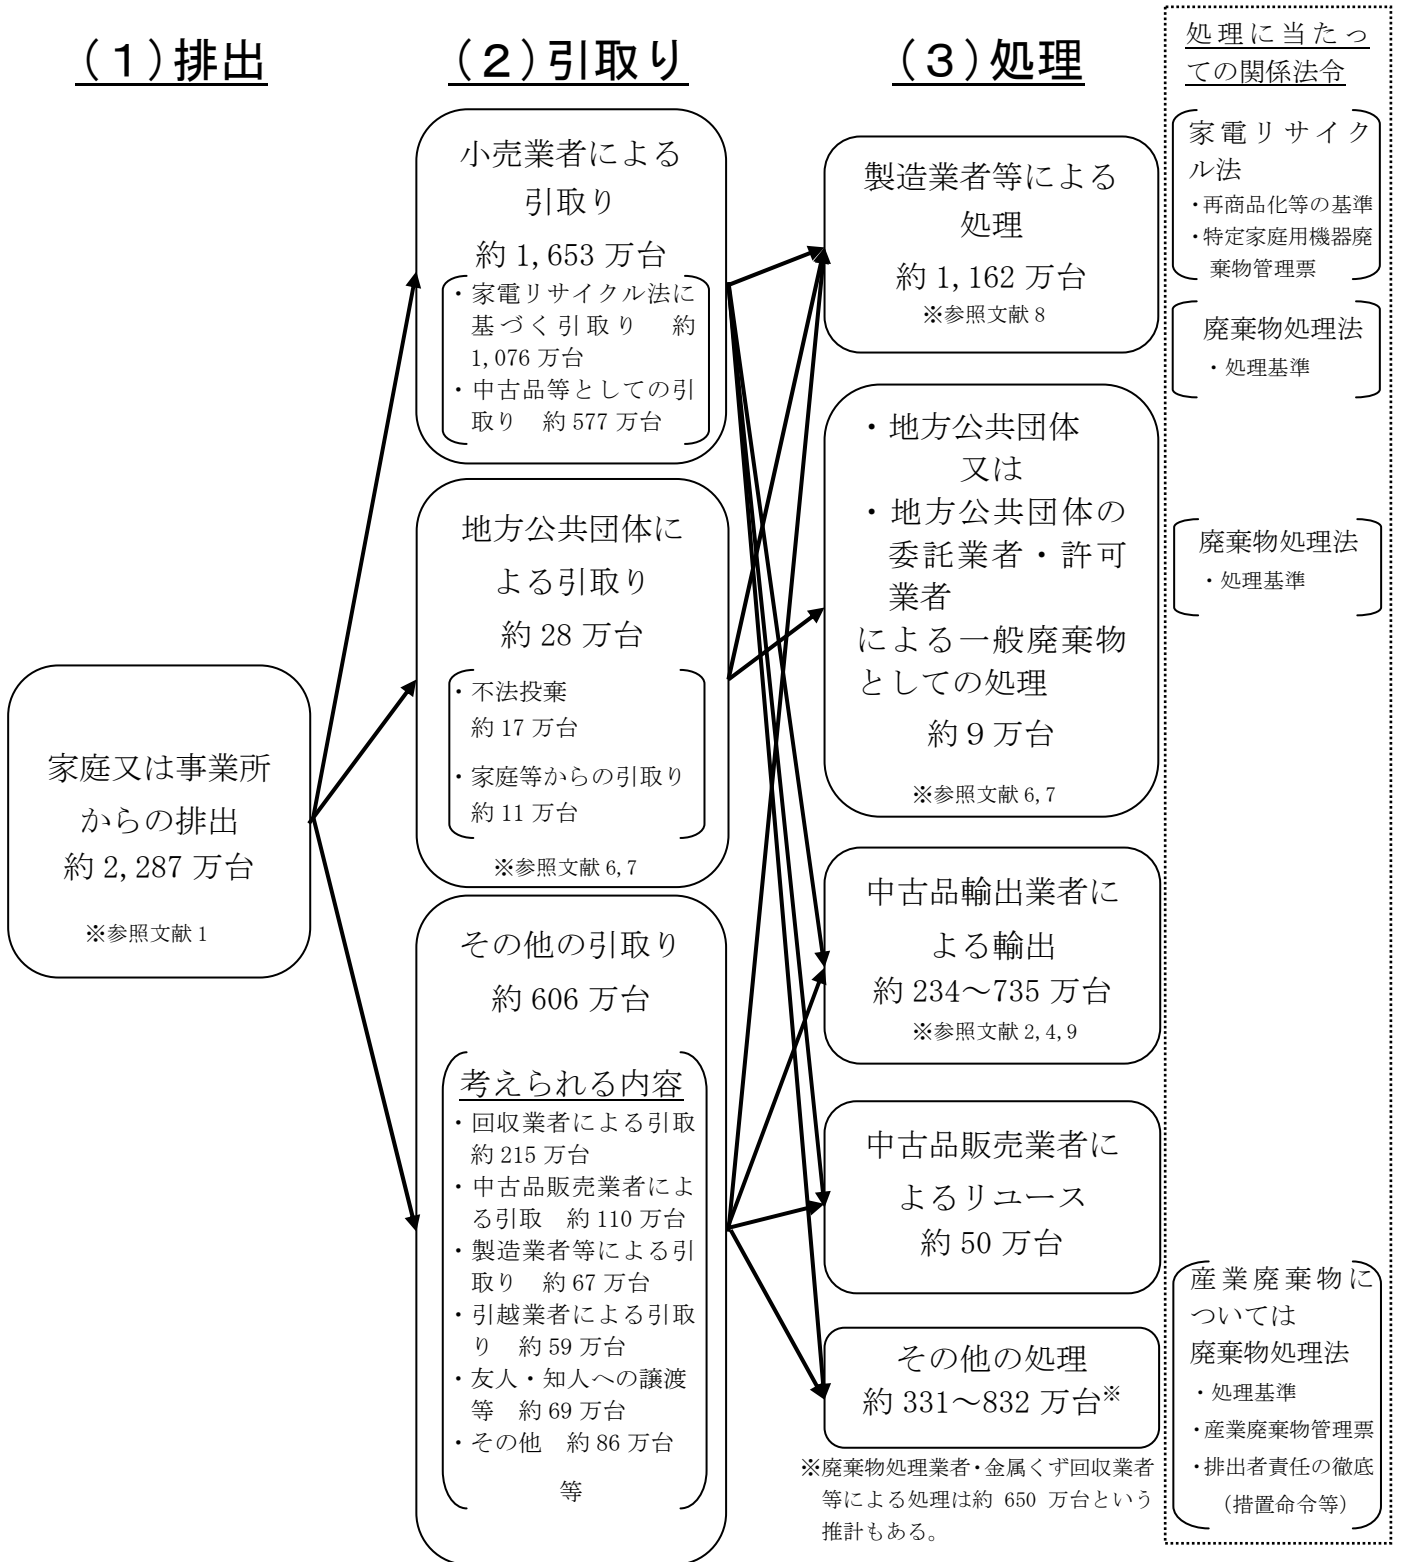 (１)排出
(２)引取り
(３)処理
家庭又は事業所
からの排出
約 2,287 万台
※参照文献 1
小売業者による
引取り
約 1,653 万台
・家電リサイクル法に
基づく引取り　約
1,076 万台
・中古品等としての引
取り　約 577 万台
地方公共団体に
よる引取り
約 28 万台
・不法投棄
約 17 万台
・家庭等からの引取り
約 11 万台
※参照文献 6,7
その他の引取り
約 606 万台
考えられる内容
・回収業者による引取
約 215 万台
・中古品販売業者によ
る引取　約 110 万台
・製造業者等による引
取り　約 67 万台
・引越業者による引取
り　約 59 万台
・友人・知人への譲渡
等　約 69 万台
・その他　約 86 万台
等
製造業者等による
処理
約 1,162 万台
※参照文献 8
・地方公共団体
又は
・地方公共団体の
委託業者・許可
業者
による一般廃棄物
としての処理
約９万台
※参照文献 6,7
中古品輸出業者に
よる輸出
約 234～735 万台
※参照文献 2,4,9
中古品販売業者に
よるリユース
約 50 万台
その他の処理
約 331～832 万台※
※廃棄物処理業者・金属くず回収業者
等による処理は約 650 万台という
推計もある。
処理に当たっ
ての関係法令
家電リサイク
ル法
・再商品化等の基準
・特定家庭用機器廃
棄物管理票
廃棄物処理法
・処理基準
廃棄物処理法
・処理基準
産業廃棄物に
ついては
廃棄物処理法
・処理基準
・産業廃棄物管理票
・排出者責任の徹底
（措置命令等）